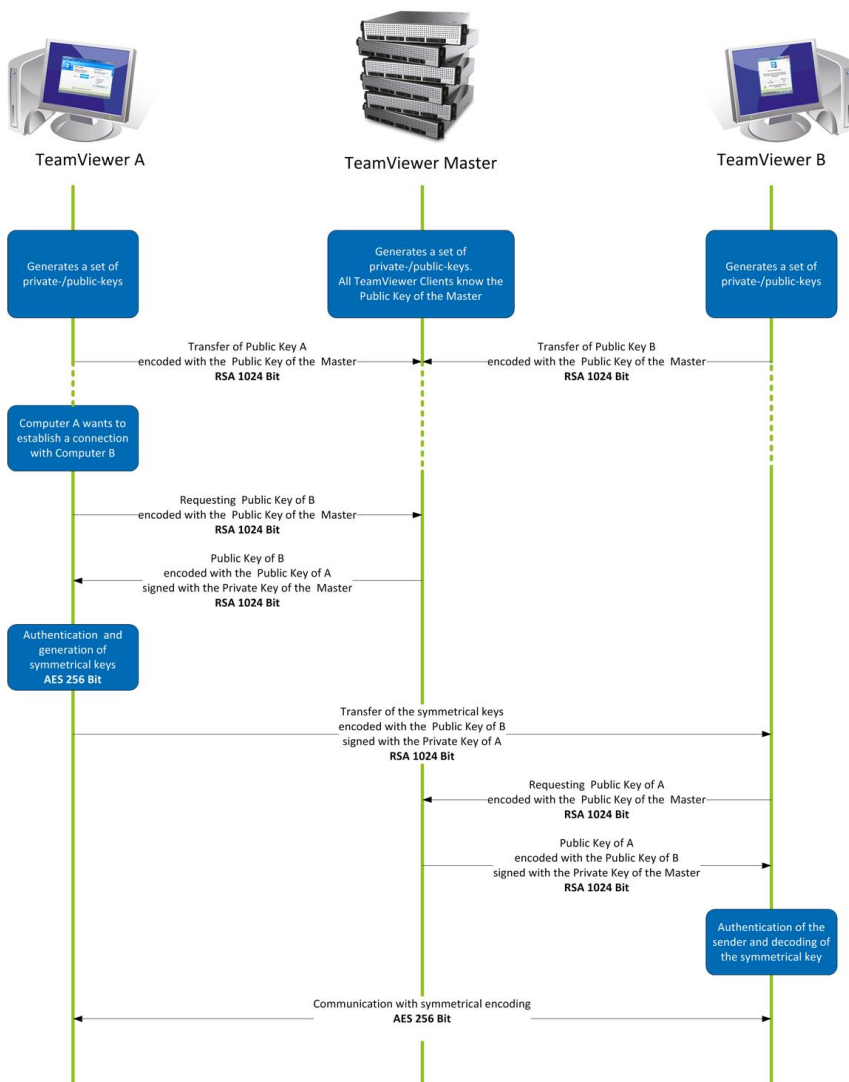 TeamViewer A
TeamViewer Master
TeamViewer B
Generates a set of
private-/public-keys
Generates a set of
private-/public-keys.
All TeamViewer Clients know the
Public Key of the Master
Generates a set of
private-/public-keys
Transfer of Public Key A
encoded with the Public Key of the Master
RSA 1024 Bit
Transfer of Public Key B
encoded with the Public Key of the Master
RSA 1024 Bit
Computer A wants to
establish a connection
with Computer B
Requesting Public Key of B
encoded with the Public Key of the Master
RSA 1024 Bit
Public Key of B
encoded with the Public Key of A
signed with the Private Key of the Master
RSA 1024 Bit
Authentication and
generation of
symmetrical keys
AES 256 Bit
Transfer of the symmetrical keys
encoded with the Public Key of B
signed with the Private Key of A
RSA 1024 Bit
Requesting Public Key of A
encoded with the Public Key of the Master
RSA 1024 Bit
Public Key of A
encoded with the Public Key of B
signed with the Private Key of the Master
RSA 1024 Bit
Authentication of the
sender and decoding of
the symmetrical key
Communication with symmetrical encoding
AES 256 Bit